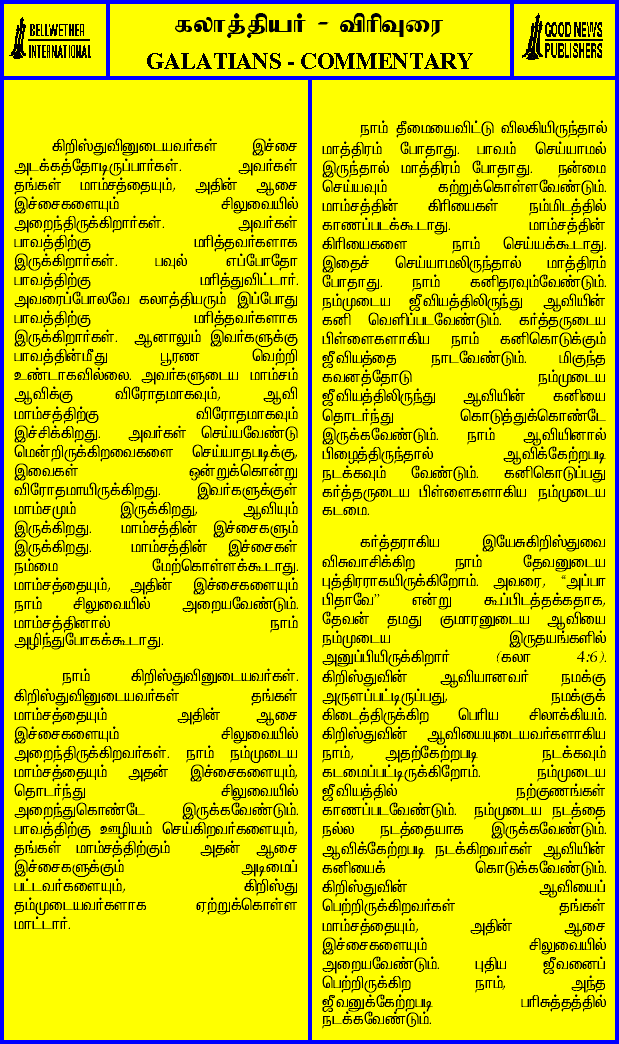 BELLWETHER
INTERNATIONAL
கலாத்தியர் - விரிவுரை
GALATIANS - COMMENTARY
GOOD NEWS
PUBLISHERS
கிறிஸ்துவினுடையவர்கள் இச்சை
அடக்கத்தோடிருப்பார்கள். அவர்கள்
தங்கள் மாம்சத்தையும், அதின் ஆசை
இச்சைகளையும் சிலுவையில்
அறைந்திருக்கிறார்கள். அவர்கள்
பாவத்திற்கு மரித்தவர்களாக
இருக்கிறார்கள். பவுல் எப்போதோ
பாவத்திற்கு மரித்துவிட்டார்.
அவரைப்போலவே கலாத்தியரும் இப்போது
பாவத்திற்கு மரித்தவர்களாக
இருக்கிறார்கள். ஆனாலும் இவர்களுக்கு
பாவத்தின்மீது பூரண வெற்றி
உண்டாகவில்லை. அவர்களுடைய மாம்சம்
ஆவிக்கு விரோதமாகவும், ஆவி
மாம்சத்திற்கு விரோதமாகவும்
இச்சிக்கிறது. அவர்கள் செய்யவேண்டு
மென்றிருக்கிறவைகளை செய்யாதபடிக்கு,
இவைகள் ஒன்றுக்கொன்று
விரோதமாயிருக்கிறது. இவர்களுக்குள்
மாம்சமும் இருக்கிறது, ஆவியும்
இருக்கிறது. மாம்சத்தின் இச்சைகளும்
இருக்கிறது. மாம்சத்தின் இச்சைகள்
நம்மை மேற்கொள்ளக்கூடாது.
மாம்சத்தையும், அதின் இச்சைகளையும்
நாம் சிலுவையில் அறையவேண்டும்.
மாம்சத்தினால் நாம்
அழிந்துபோகக்கூடாது.
நாம் கிறிஸ்துவினுடையவர்கள்.
கிறிஸ்துவினுடையவர்கள் தங்கள்
மாம்சத்தையும் அதின் ஆசை
இச்சைகளையும் சிலுவையில்
அறைந்திருக்கிறவர்கள். நாம் நம்முடைய
மாம்சத்தையும் அதன் இச்சைகளையும்,
தொடர்ந்து சிலுவையில்
அறைந்துகொண்டே இருக்கவேண்டும்.
பாவத்திற்கு ஊழியம் செய்கிறவர்களையும்,
தங்கள் மாம்சத்திற்கும் அதன் ஆசை
இச்சைகளுக்கும் அடிமைப்
பட்டவர்களையும், கிறிஸ்து
தம்முடையவர்களாக ஏற்றுக்கொள்ள
மாட்டார்.
நாம் தீமையைவிட்டு விலகியிருந்தால்
மாத்திரம் போதாது. பாவம் செய்யாமல்
இருந்தால் மாத்திரம் போதாது. நன்மை
செய்யவும் கற்றுக்கொள்ளவேண்டும்.
மாம்சத்தின் கிரியைகள் நம்மிடத்தில்
காணப்படக்கூடாது. மாம்சத்தின்
கிரியைகளை நாம் செய்யக்கூடாது.
இதைச் செய்யாமலிருந்தால் மாத்திரம்
போதாது. நாம் கனிதரவும்வேண்டும்.
நம்முடைய ஜீவியத்திலிருந்து ஆவியின்
கனி வெளிப்படவேண்டும். கர்த்தருடைய
பிள்ளைகளாகிய நாம் கனிகொடுக்கும்
ஜீவியத்தை நாடவேண்டும். மிகுந்த
கவனத்தோடு நம்முடைய
ஜீவியத்திலிருந்து ஆவியின் கனியை
தொடர்ந்து கொடுத்துக்கொண்டே
இருக்கவேண்டும். நாம் ஆவியினால்
பிழைத்திருந்தால் ஆவிக்கேற்றபடி
நடக்கவும் வேண்டும். கனிகொடுப்பது
கர்த்தருடைய பிள்ளைகளாகிய நம்முடைய
கடமை.
கர்த்தராகிய இயேசுகிறிஸ்துவை
விசுவாசிக்கிற நாம் தேவனுடைய
புத்திரராகயிருக்கிறோம். அவரை, “அப்பா
பிதாவே” என்று கூப்பிடத்தக்கதாக,
தேவன் தமது குமாரனுடைய ஆவியை
நம்முடைய இருதயங்களில்
அனுப்பியிருக்கிறார் (கலா 4:6).
கிறிஸ்துவின் ஆவியானவர் நமக்கு
அருளப்பட்டிருப்பது, நமக்குக்
கிடைத்திருக்கிற பெரிய சிலாக்கியம்.
கிறிஸ்துவின் ஆவியையுடையவர்களாகிய
நாம், அதற்கேற்றபடி நடக்கவும்
கடமைப்பட்டிருக்கிறோம். நம்முடைய
ஜீவியத்தில் நற்குணங்கள்
காணப்படவேண்டும். நம்முடைய நடத்தை
நல்ல நடத்தையாக இருக்கவேண்டும்.
ஆவிக்கேற்றபடி நடக்கிறவர்கள் ஆவியின்
கனியைக் கொடுக்கவேண்டும்.
கிறிஸ்துவின் ஆவியைப்
பெற்றிருக்கிறவர்கள் தங்கள்
மாம்சத்தையும், அதின் ஆசை
இச்சைகளையும் சிலுவையில்
அறையவேண்டும். புதிய ஜீவனைப்
பெற்றிருக்கிற நாம், அந்த
ஜீவனுக்கேற்றபடி பரிசுத்தத்தில்
நடக்கவேண்டும்.